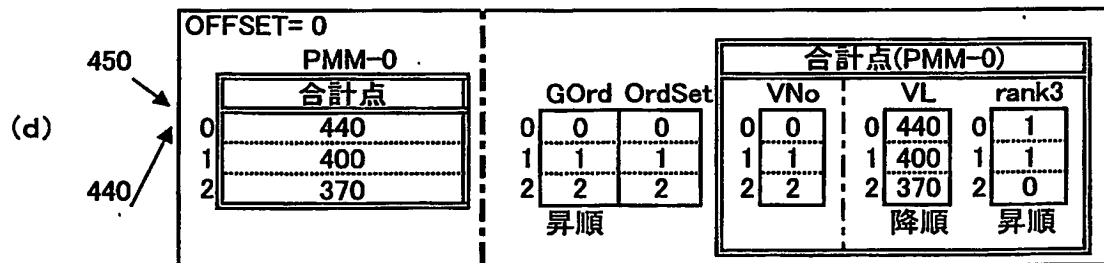 OFFSET= 0
450
PMM-0
合計点(PMM-0)
合計点
GOrd OrdSet
VNo
VL
rank3
(d)
0 440
0 0 0
0 0
0 440
0 1
1 400
1 1 1
1 1
1 400
1 1
440
2 370
2 2 2
2 2
2 370
2 0
昇順
降順
昇順